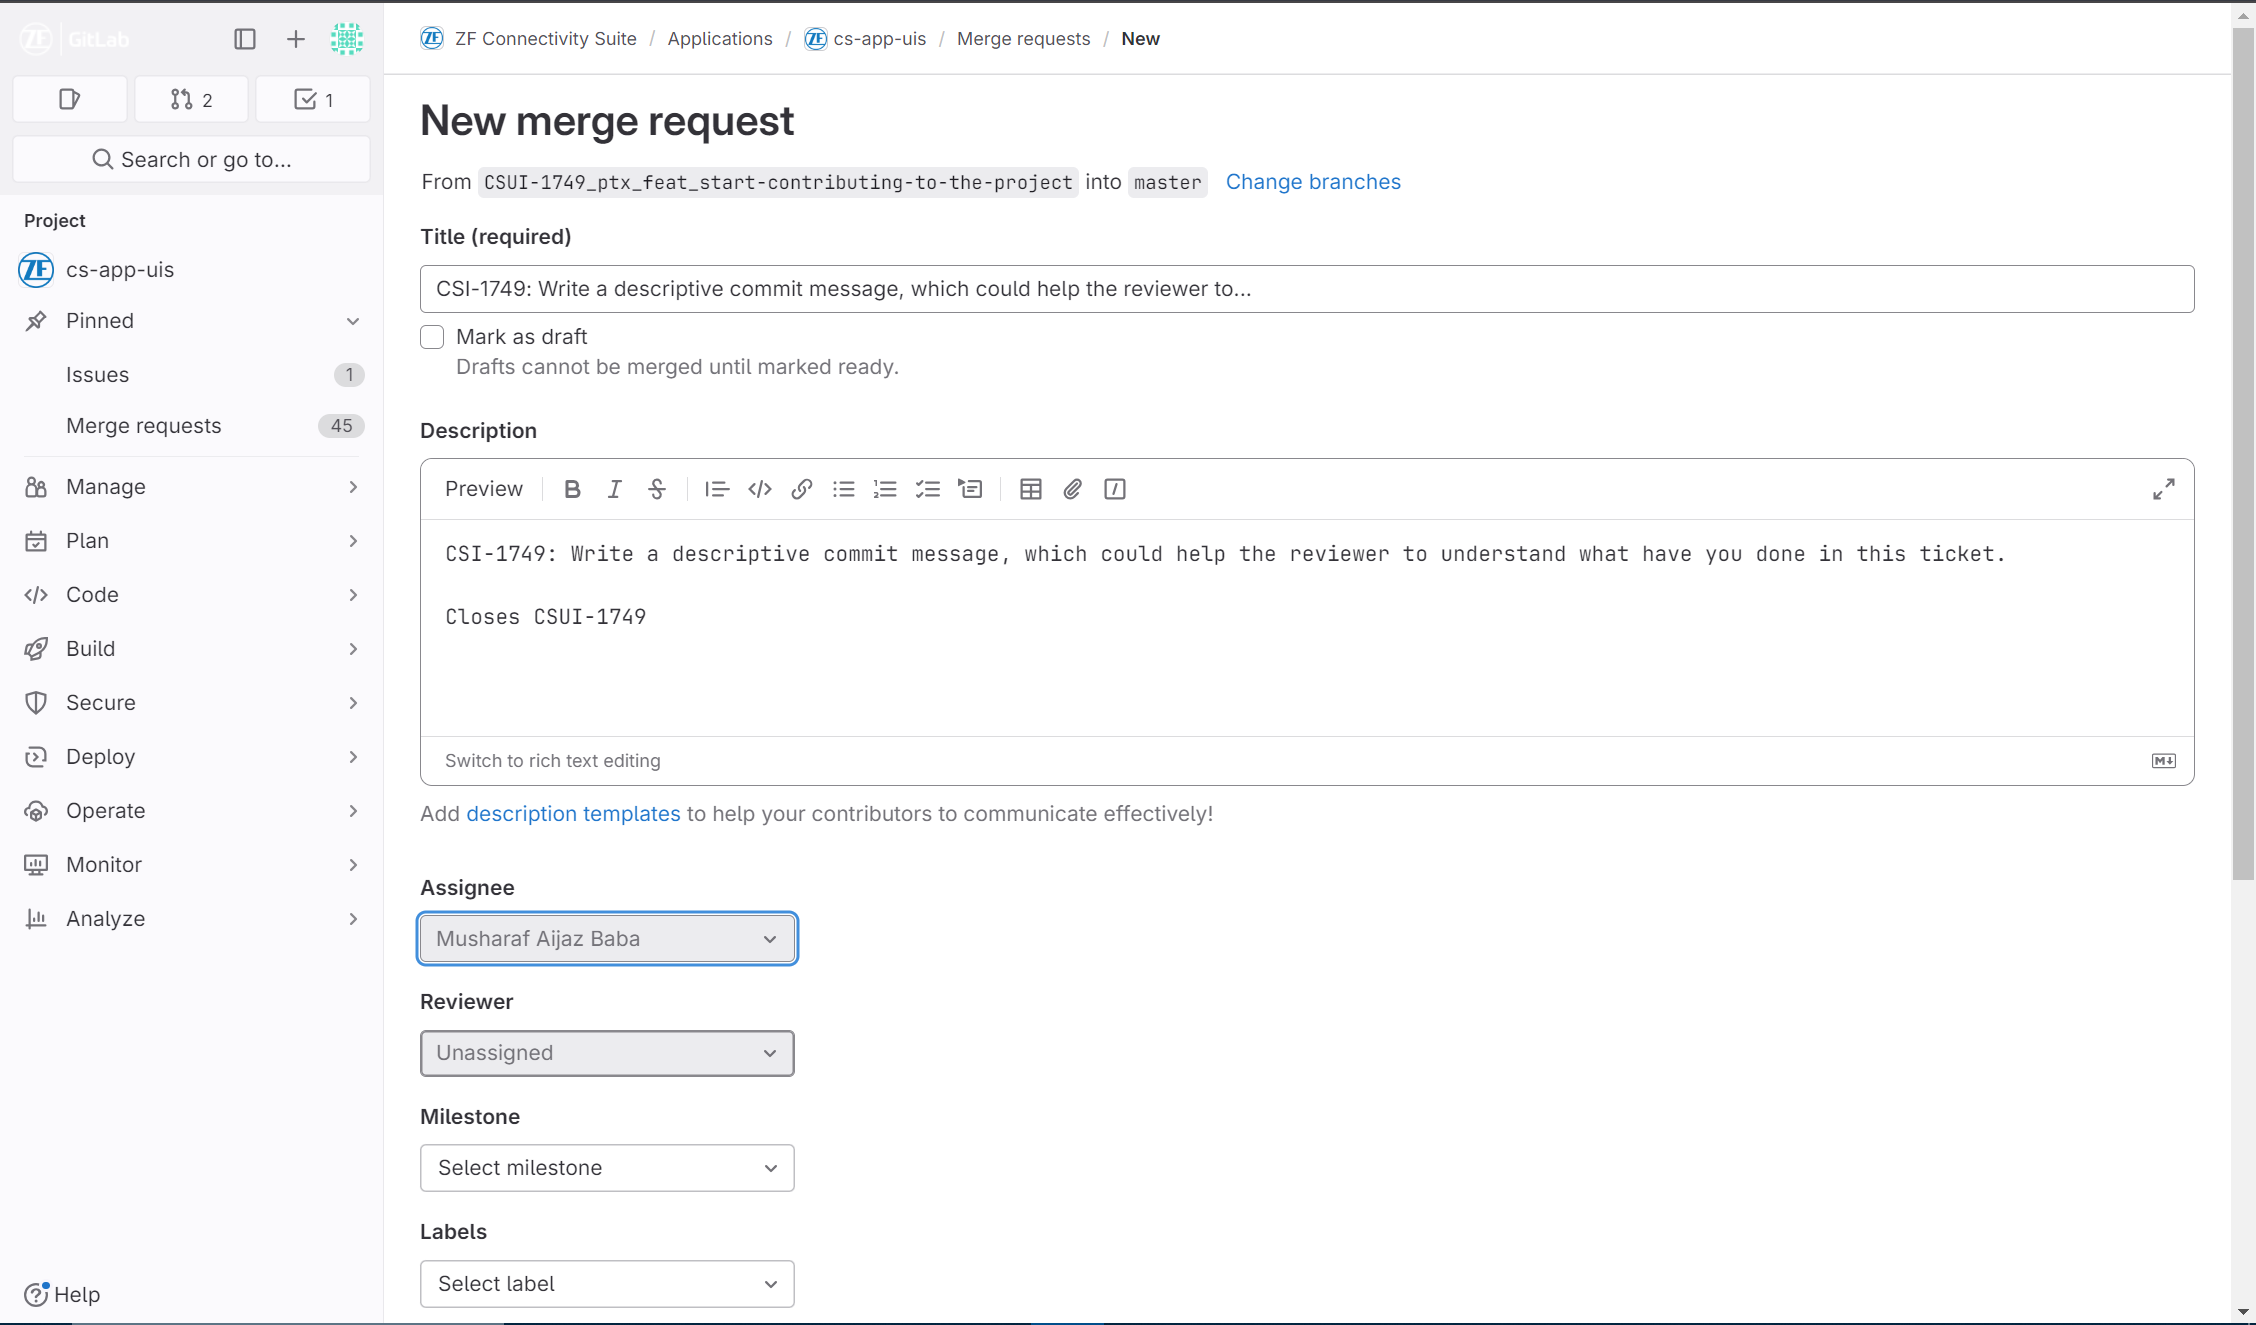 ZF GitLab
2
1
Search or go to...
Project
ZF cs-app-uis
Pinned
Issues 1
Merge requests 45
Manage
Plan
Code
Build
Secure
Deploy
Operate
Monitor
Analyze
Help
ZF ZF Connectivity Suite / Applications / ZF cs-app-uis / Merge requests / New
New merge request
From CSUI-1749_ptx_feat_start-contributing-to-the-project into master Change branches
Title (required)
CSI-1749: Write a descriptive commit message, which could help the reviewer to...
Mark as draft
Drafts cannot be merged until marked ready.
Description
Preview B I S
CSI-1749: Write a descriptive commit message, which could help the reviewer to understand what have you done in this ticket.
Closes CSUI-1749
Switch to rich text editing
Add description templates to help your contributors to communicate effectively!
Assignee
Musharaf Aijaz Baba
Reviewer
Unassigned
Milestone
Select milestone
Labels
Select label